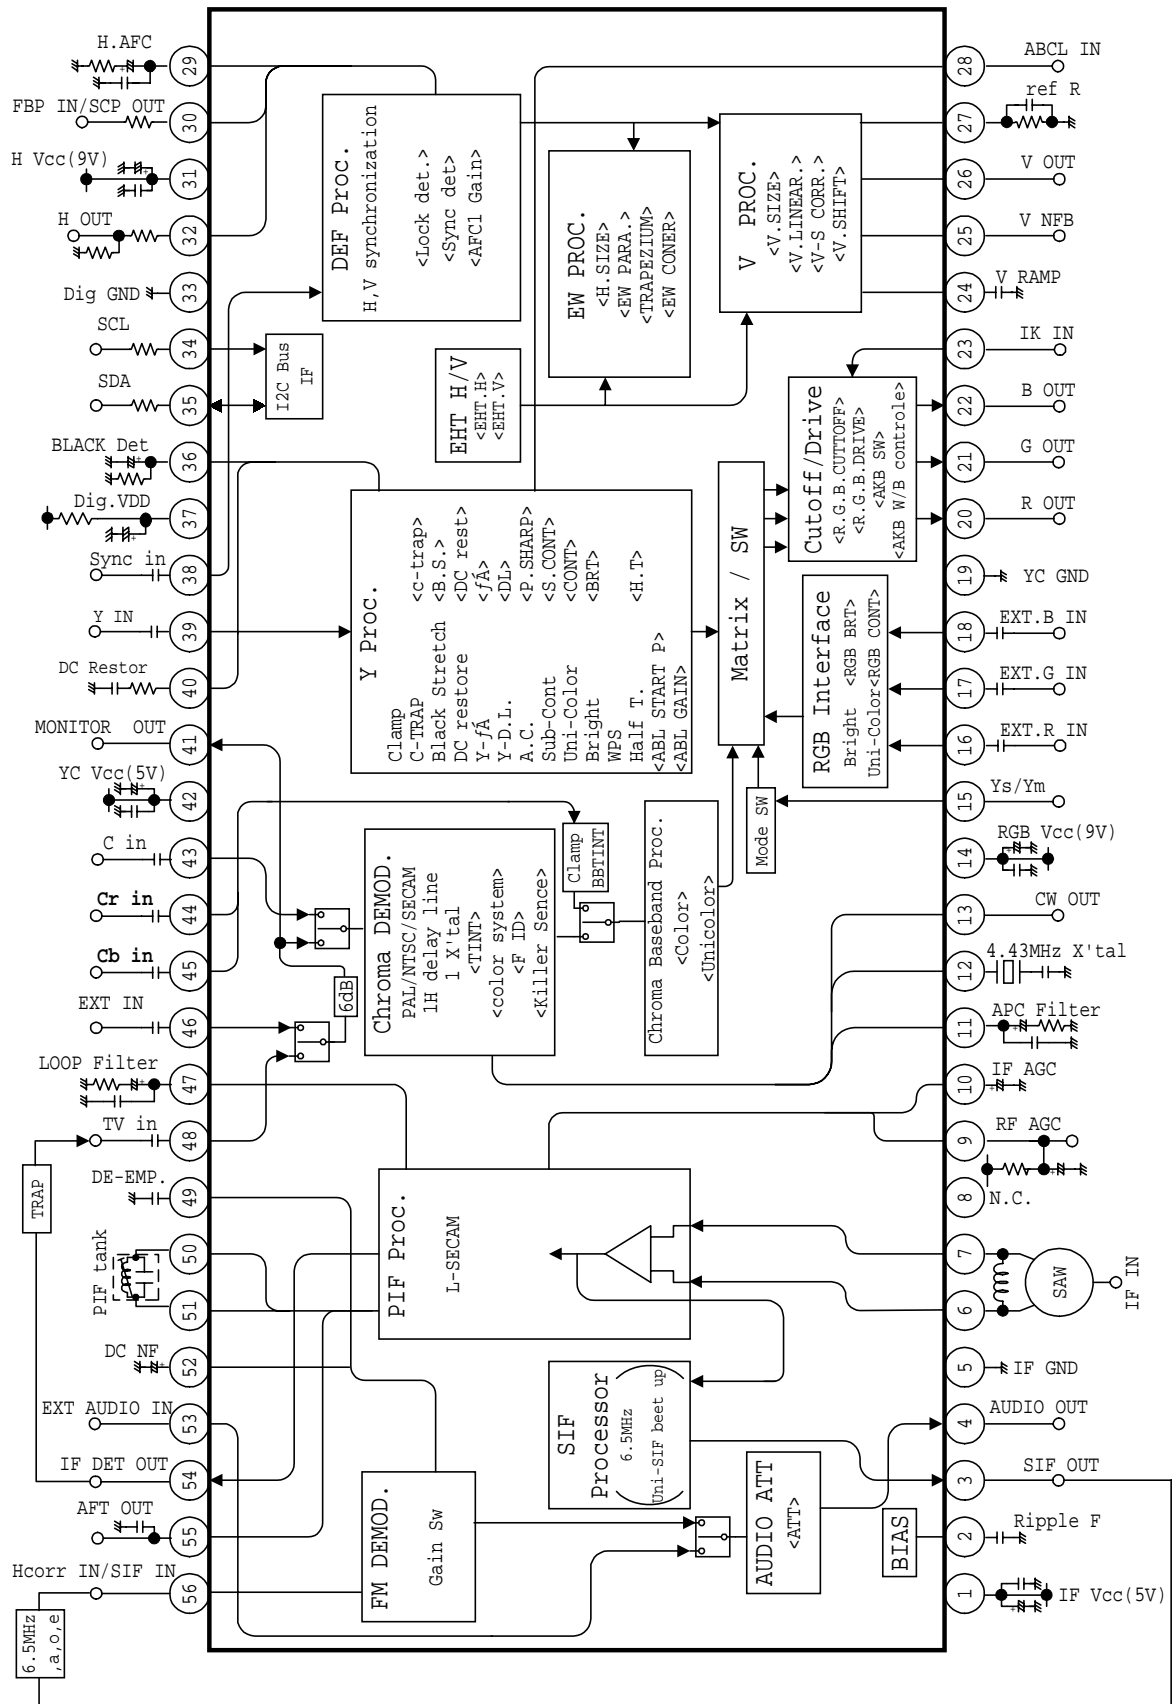 H.AFC
29
FBP IN/SCP OUT
30
H Vcc(9V)
31
H OUT
32
Dig GND
33
SCL
34
SDA
35
BLACK Det
36
Dig.VDD
37
Sync in
38
Y IN
39
DC Restor
40
MONITOR OUT
41
YC Vcc(5V)
42
C in
43
Cr in
44
Cb in
45
EXT IN
46
LOOP Filter
47
TV in
48
TRAP
DE-EMP.
49
PIF tank
50
51
DC NF
52
EXT AUDIO IN
53
IF DET OUT
54
AFT OUT
55
Hcorr IN/SIF IN
56
6.5MHz
,a,o,e
DEF Proc.
H,V synchronization
<Lock det.>
<Sync det>
<AFC1 Gain>
I2C Bus
IF
EHT H/V
<EHT.H>
<EHT.V>
EW PROC.
<H.SIZE>
<EW PARA.>
<TRAPEZIUM>
<EW CONER>
V PROC.
<V.SIZE>
<V.LINEAR.>
<V-S CORR.>
<V.SHIFT>
Y Proc.
Clamp
C-TRAP <c-trap>
Black Stretch <B.S.>
DC restore <DC rest>
Y-ƒÁ <ƒÁ>
Y-D.L. <DL>
A.C. <P.SHARP>
Sub-Cont <S.CONT>
Uni-Color <CONT>
Bright <BRT>
WPS
Half T. <H.T>
<ABL START P>
<ABL GAIN>
Matrix / SW
Cutoff/Drive
<R.G.B.CUTOFF>
<R.G.B.DRIVE>
<AKB SW>
<AKB W/B controle>
RGB Interface
Bright <RGB BRT>
Uni-Color<RGB CONT>
Mode SW
Clamp
BBTINT
Chroma Baseband Proc.
<Color>
<Unicolor>
Chroma DEMOD.
PAL/NTSC/SECAM
1H delay line
1 X'tal
<TINT>
<color system>
<F ID>
<Killer Sence>
6dB
PIF Proc.
L-SECAM
SIF
Processor
6.5MHz
Uni-SIF beet up
FM DEMOD.
Gain Sw
AUDIO ATT
<ATT>
BIAS
28
ABCL IN
27
ref R
26
V OUT
25
V NFB
24
V RAMP
23
IK IN
22
B OUT
21
G OUT
20
R OUT
19
YC GND
18
EXT.B IN
17
EXT.G IN
16
EXT.R IN
15
Ys/Ym
14
RGB Vcc(9V)
13
CW OUT
12
4.43MHz X'tal
11
APC Filter
10
IF AGC
9
RF AGC
8
N.C.
7
6
SAW
IF IN
5
IF GND
4
AUDIO OUT
3
SIF OUT
2
Ripple F
1
IF Vcc(5V)